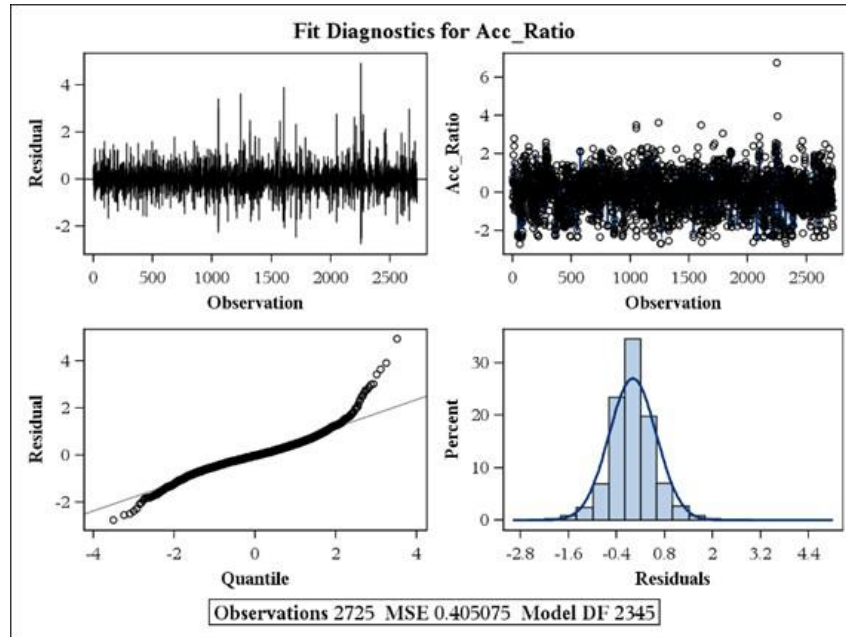 Fit Diagnostics for Acc_Ratio
Residual
4
2
0
-2
0 500 1000 1500 2000 2500
Observation
Acc_Ratio
6
4
2
0
-2
0 500 1000 1500 2000 2500
Observation
Residual
4
2
0
-2
-4 -2 0 2 4
Quantile
Percent
30
20
10
0
-2.8 -1.6 -0.4 0.8 2 3.2 4.4
Residuals
Observations 2725 MSE 0.405075 Model DF 2345